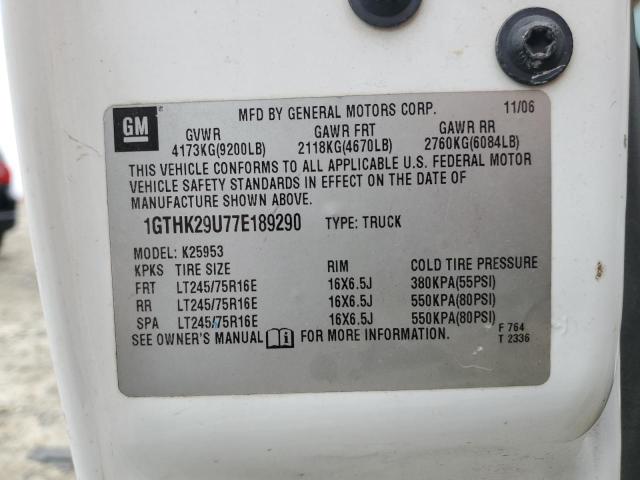 GM
MFD BY GENERAL MOTORS CORP. 11/06
GVWR GAWR FRT GAWR RR
4173KG(9200LB) 2118KG(4670LB) 2760KG(6084LB)
THIS VEHICLE CONFORMS TO ALL APPLICABLE U.S. FEDERAL MOTOR
VEHICLE SAFETY STANDARDS IN EFFECT ON THE DATE OF
MANUFACTURE SHOWN ABOVE.
1GTHK29U77E189290 TYPE: TRUCK
MODEL: K25953
KPKS TIRE SIZE RIM COLD TIRE PRESSURE
FRT LT245/75R16E 16X6.5J 380KPA(55PSI)
RR LT245/75R16E 16X6.5J 550KPA(80PSI)
SPA LT245/75R16E 16X6.5J 550KPA(80PSI)
SEE OWNER'S MANUAL i FOR MORE INFORMATION.
F 764
T 2336